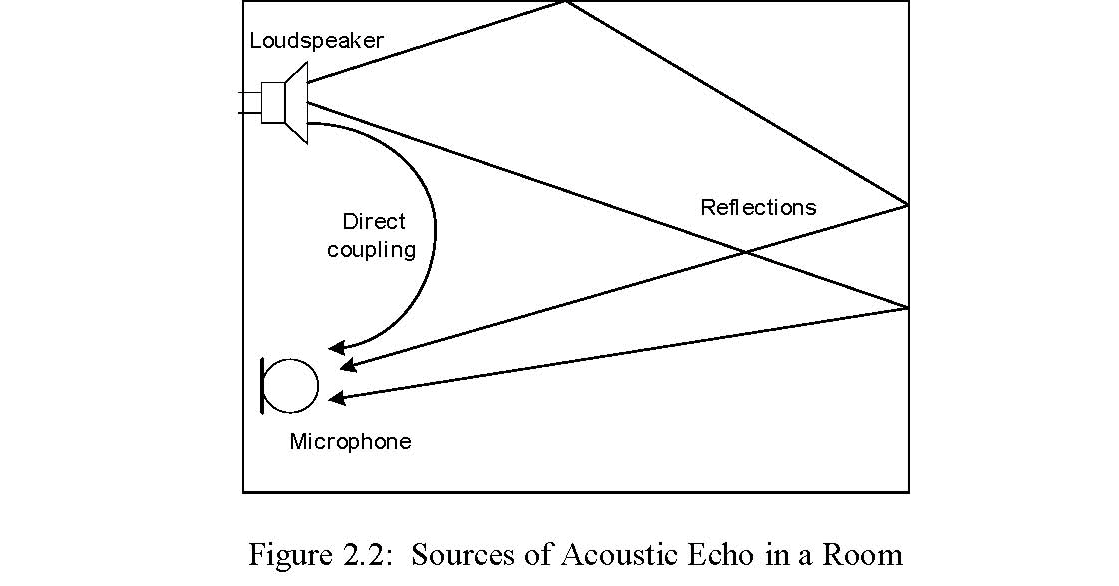 Loudspeaker
Direct
coupling
Reflections
Microphone
Figure 2.2: Sources of Acoustic Echo in a Room